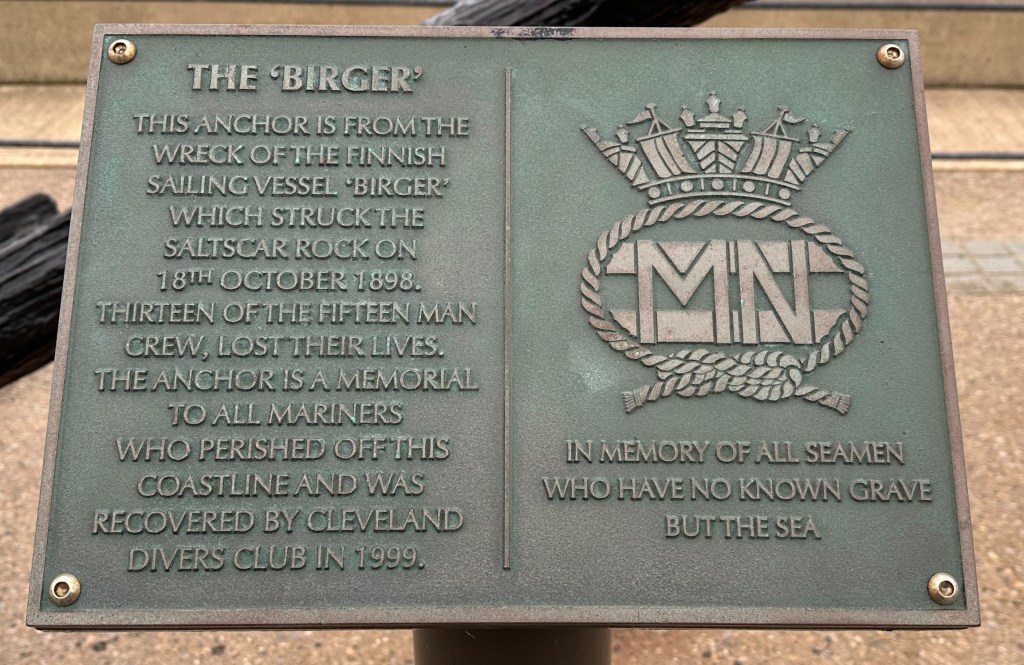 THE ‘BIRGER’
THIS ANCHOR IS FROM THE
WRECK OF THE FINNISH
SAILING VESSEL ‘BIRGER’
WHICH STRUCK THE
SALTSCAR ROCK ON
18TH OCTOBER 1898.
THIRTEEN OF THE FIFTEEN MAN
CREW, LOST THEIR LIVES.
THE ANCHOR IS A MEMORIAL
TO ALL MARINERS
WHO PERISHED OFF THIS
COASTLINE AND WAS
RECOVERED BY CLEVELAND
DIVERS CLUB IN 1999.
MN
IN MEMORY OF ALL SEAMEN
WHO HAVE NO KNOWN GRAVE
BUT THE SEA